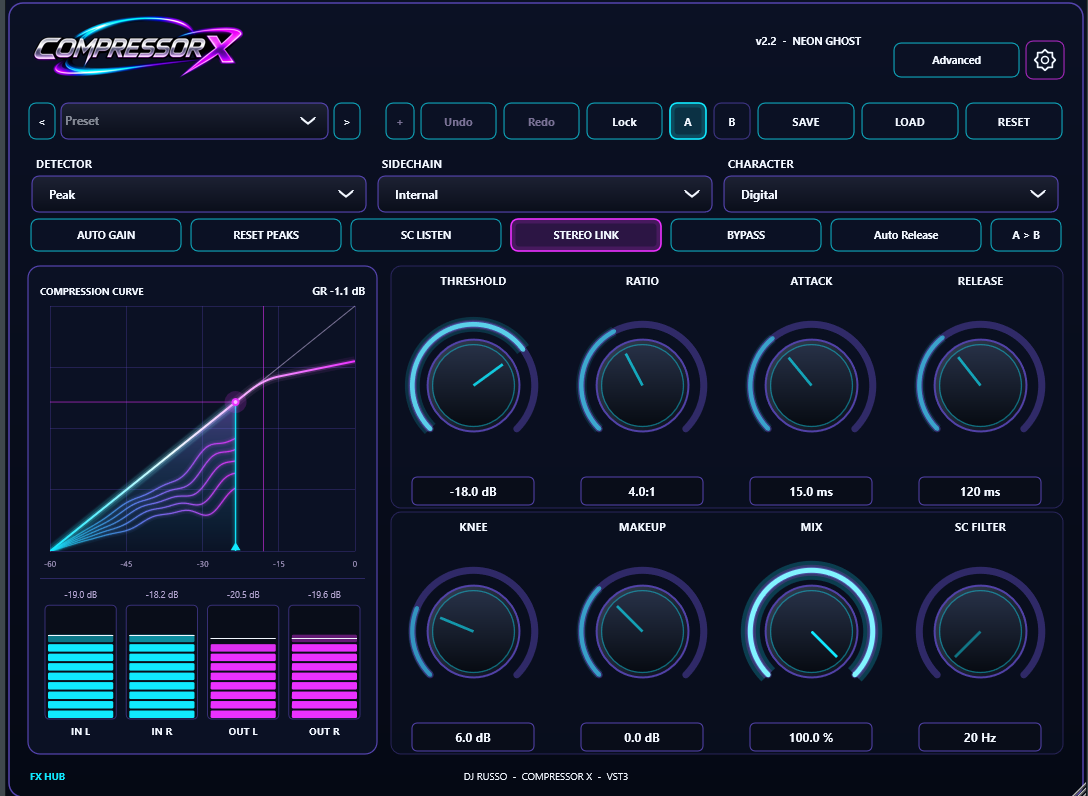 COMPRESSOR X
v2.2 - NEON GHOST
Advanced
< Preset > + Undo Redo Lock A B SAVE LOAD RESET
DETECTOR SIDECHAIN CHARACTER
Peak Internal Digital
AUTO GAIN RESET PEAKS SC LISTEN STEREO LINK BYPASS Auto Release A > B
COMPRESSION CURVE GR -1.1 dB
-60 -45 -30 -15 0
-19.0 dB -18.2 dB -20.5 dB -19.6 dB
IN L IN R OUT L OUT R
THRESHOLD RATIO ATTACK RELEASE
-18.0 dB 4.0:1 15.0 ms 120 ms
KNEE MAKEUP MIX SC FILTER
6.0 dB 0.0 dB 100.0 % 20 Hz
FX HUB
DJ RUSSO - COMPRESSOR X - VST3